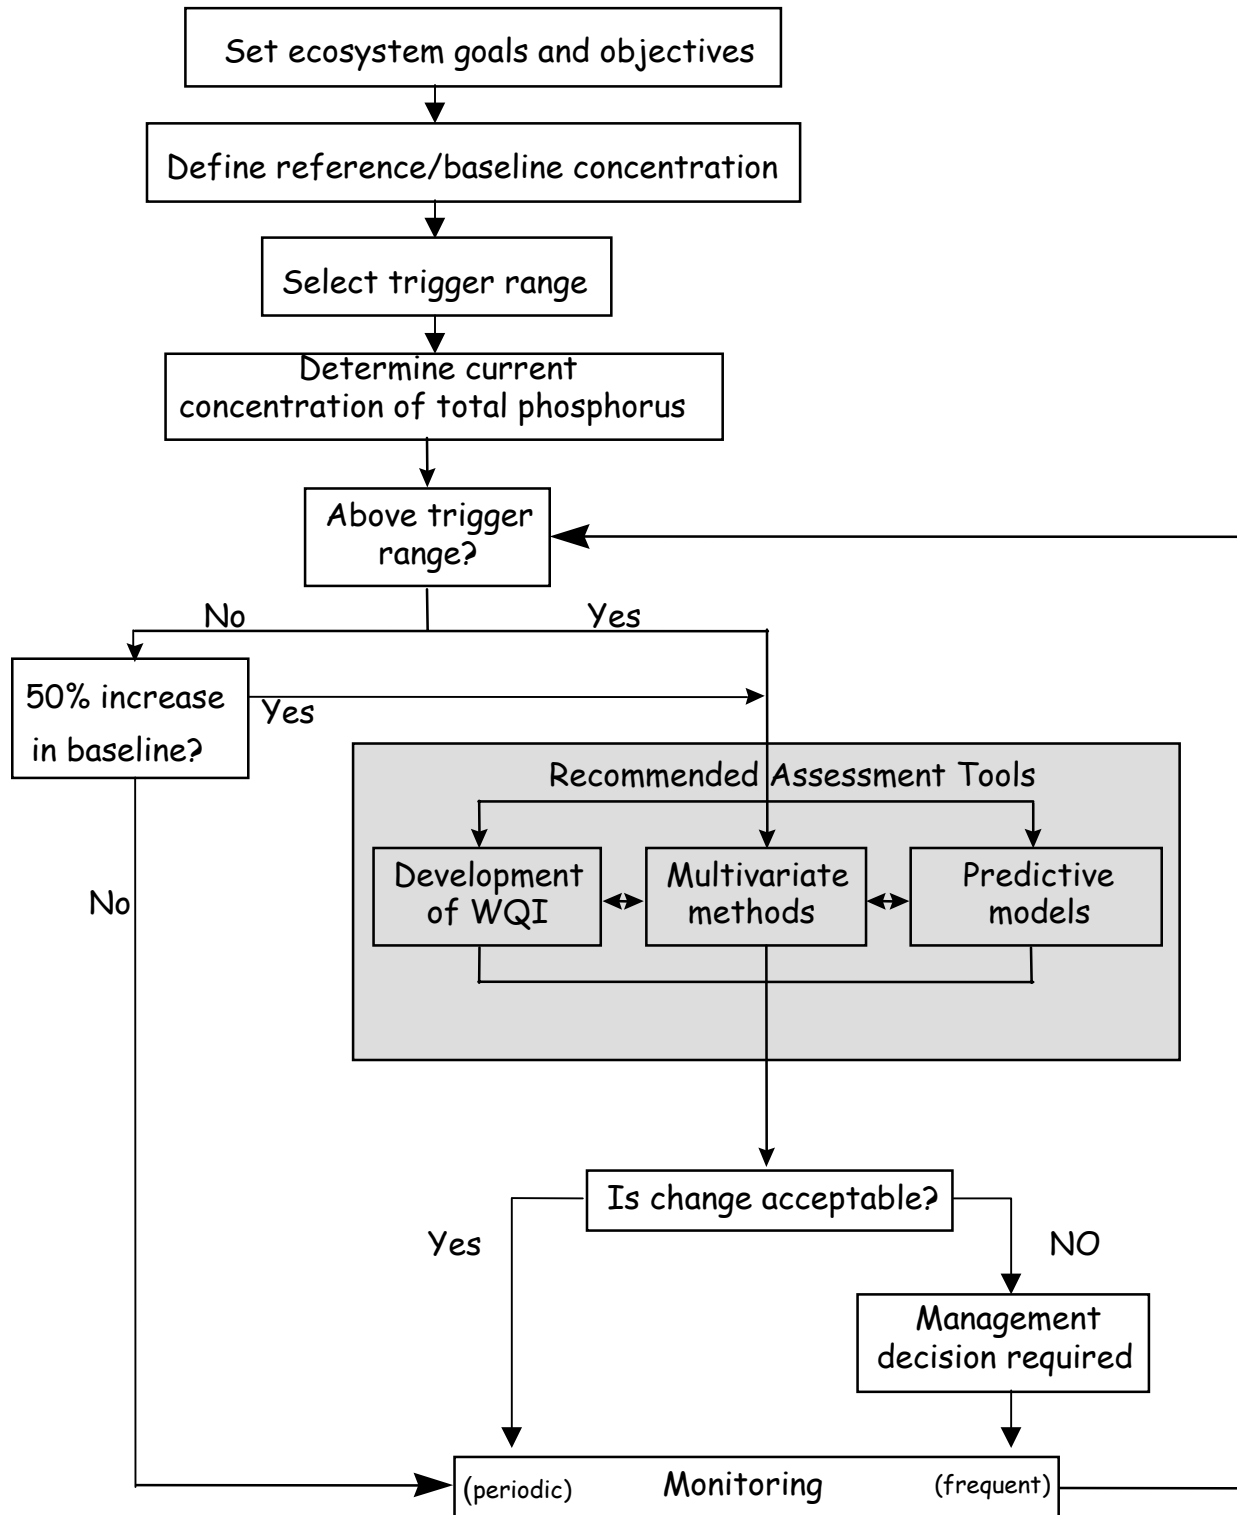 Set ecosystem goals and objectives
Define reference/baseline concentration
Select trigger range
Determine current
concentration of total phosphorus
Above trigger
range?
No
Yes
50% increase
in baseline?
Yes
Recommended Assessment Tools
Development
of WQI
Multivariate
methods
Predictive
models
No
Is change acceptable?
Yes
NO
Management
decision required
(periodic)
Monitoring
(frequent)